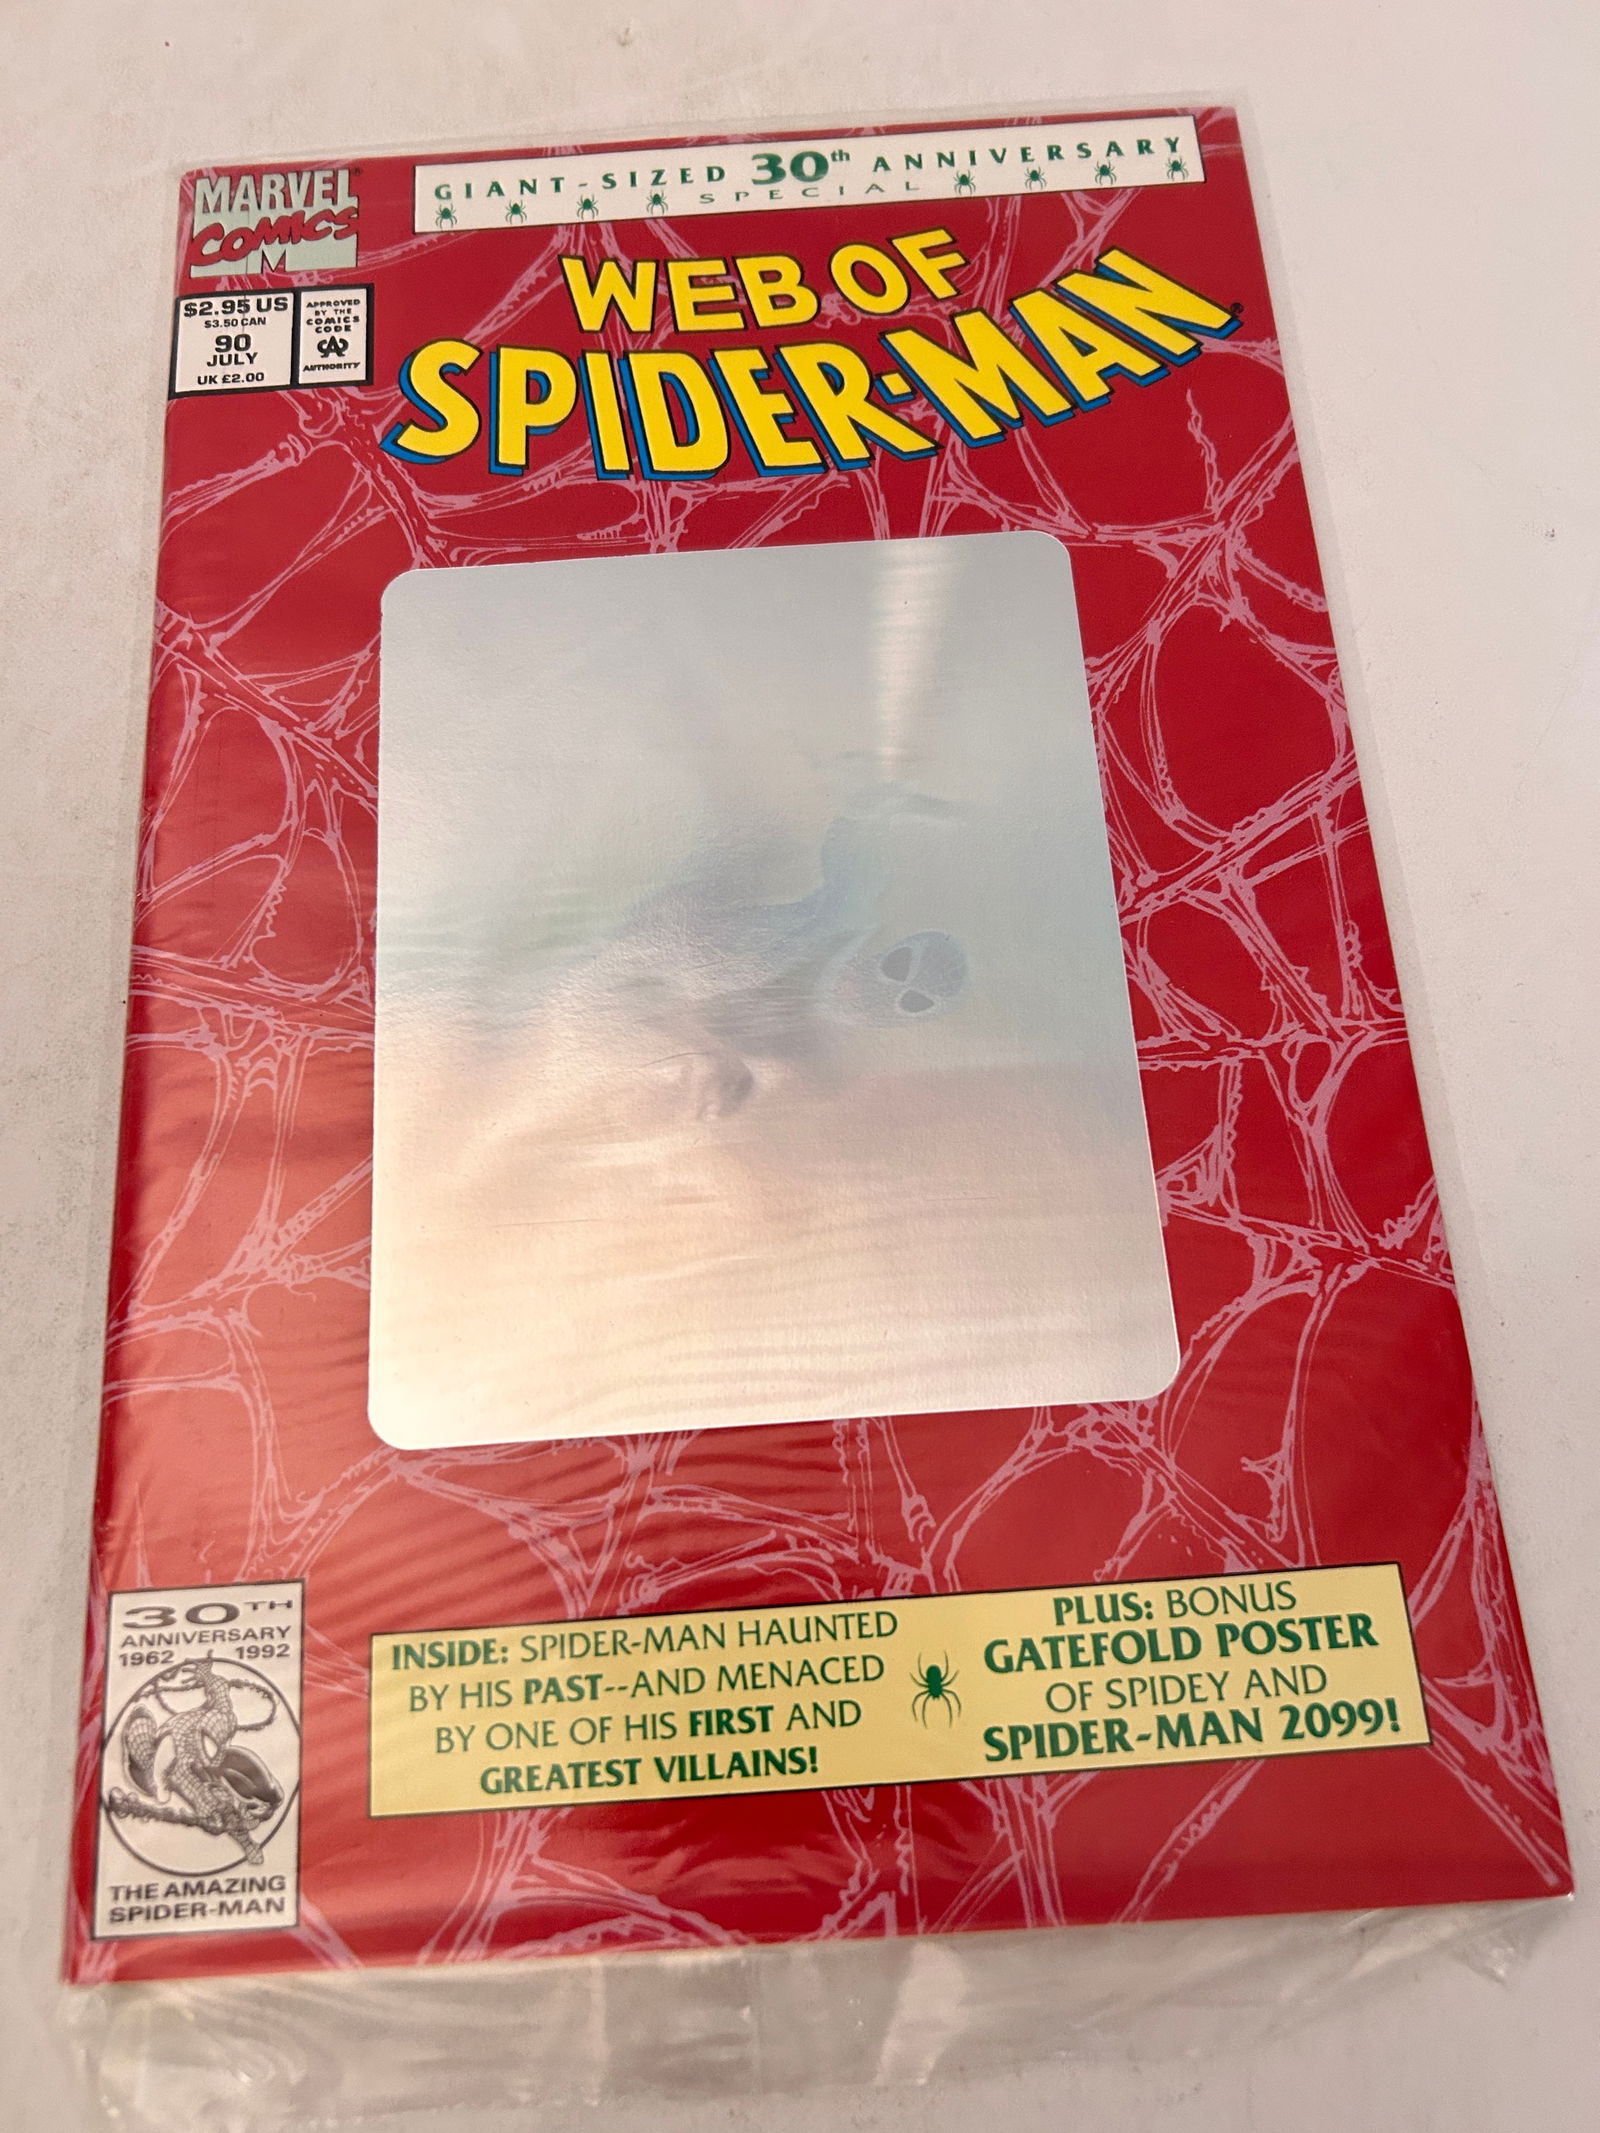 GIANT-SIZED 30th ANNIVERSARY
SPECIAL
MARVEL®
COMICS
M
$2.95 US
$3.50 CAN
90
JULY
UK £2.00
APPROVED
BY THE
COMICS
CODE
CA
AUTHORITY
WEB OF
SPIDER-MAN®
30TH
ANNIVERSARY
1962 1992
THE AMAZING
SPIDER-MAN
INSIDE: SPIDER-MAN HAUNTED
BY HIS PAST--AND MENACED
BY ONE OF HIS FIRST AND
GREATEST VILLAINS!
PLUS: BONUS
GATEFOLD POSTER
OF SPIDEY AND
SPIDER-MAN 2099!